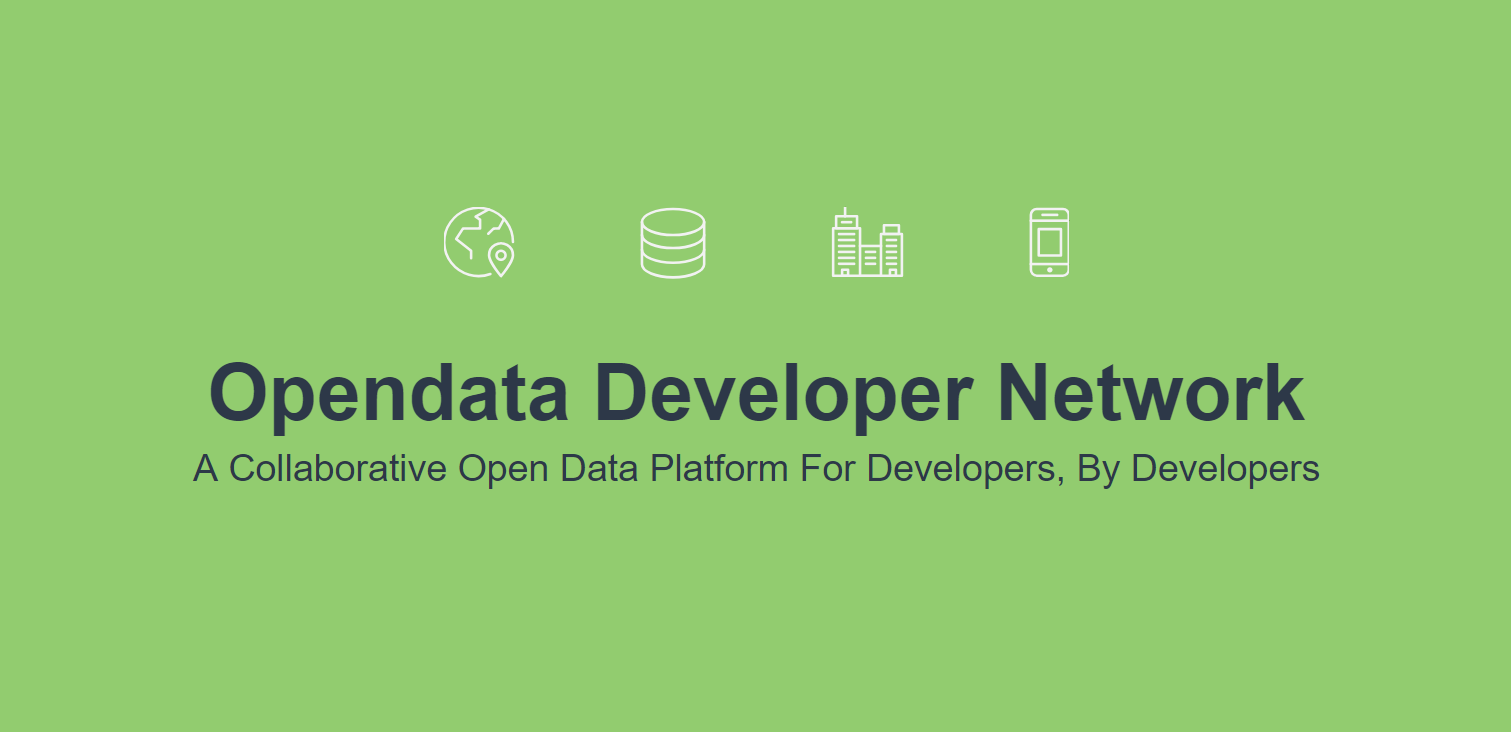 Opendata Developer Network
A Collaborative Open Data Platform For Developers, By Developers